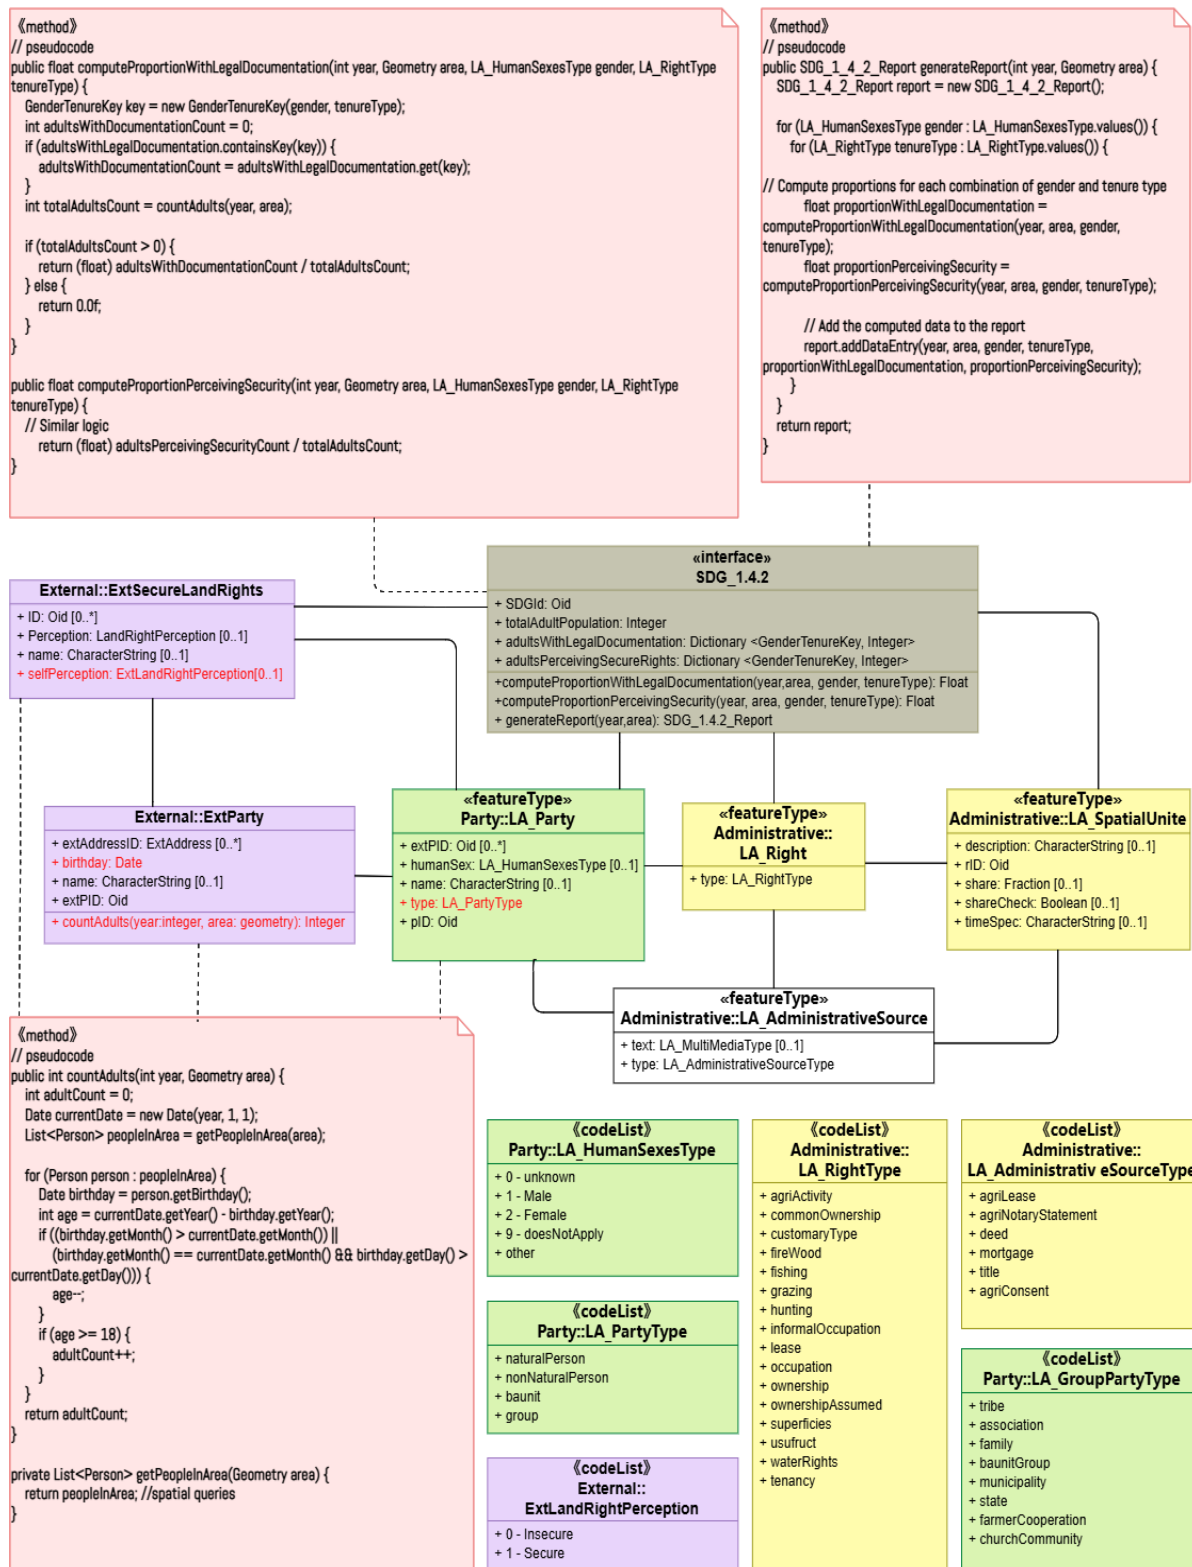 《method》
// pseudocode
public float computeProportionWithLegalDocumentation(int year, Geometry area, LA_HumanSexesType gender, LA_RightType
tenureType) {
GenderTenureKey key = new GenderTenureKey(gender, tenureType);
int adultsWithDocumentationCount = 0;
if (adultsWithLegalDocumentation.containsKey(key)) {
adultsWithDocumentationCount = adultsWithLegalDocumentation.get(key);
}
int totalAdultsCount = countAdults(year, area);
if (totalAdultsCount > 0) {
return (float) adultsWithDocumentationCount / totalAdultsCount;
} else {
return 0.0f;
}
}
public float computeProportionPerceivingSecurity(int year, Geometry area, LA_HumanSexesType gender, LA_RightType
tenureType) {
// Similar logic
return (float) adultsPerceivingSecurityCount / totalAdultsCount;
}
《method》
// pseudocode
public SDG_1_4_2_Report generateReport(int year, Geometry area) {
SDG_1_4_2_Report report = new SDG_1_4_2_Report();
for (LA_HumanSexesType gender : LA_HumanSexesType.values()) {
for (LA_RightType tenureType : LA_RightType.values()) {
// Compute proportions for each combination of gender and tenure type
float proportionWithLegalDocumentation =
computeProportionWithLegalDocumentation(year, area, gender,
tenureType);
float proportionPerceivingSecurity =
computeProportionPerceivingSecurity(year, area, gender, tenureType);
// Add the computed data to the report
report.addDataEntry(year, area, gender, tenureType,
proportionWithLegalDocumentation, proportionPerceivingSecurity);
}
}
return report;
}
«interface»
SDG_1.4.2
+ SDGId: Oid
+ totalAdultPopulation: Integer
+ adultsWithLegalDocumentation: Dictionary <GenderTenureKey, Integer>
+ adultsPerceivingSecureRights: Dictionary <GenderTenureKey, Integer>
+computeProportionWithLegalDocumentation(year,area, gender, tenureType): Float
+computeProportionPerceivingSecurity(year, area, gender, tenureType): Float
+ generateReport(year,area): SDG_1.4.2_Report
External::ExtSecureLandRights
+ ID: Oid [0..*]
+ Perception: LandRightPerception [0..1]
+ name: CharacterString [0..1]
+ selfPerception: ExtLandRightPerception[0..1]
External::ExtParty
+ extAddressID: ExtAddress [0..*]
+ birthday: Date
+ name: CharacterString [0..1]
+ extPID: Oid
+ countAdults(year:integer, area: geometry): Integer
«featureType»
Party::LA_Party
+ extPID: Oid [0..*]
+ humanSex: LA_HumanSexesType [0..1]
+ name: CharacterString [0..1]
+ type: LA_PartyType
+ pID: Oid
«featureType»
Administrative::
LA_Right
+ type: LA_RightType
«featureType»
Administrative::LA_SpatialUnite
+ description: CharacterString [0..1]
+ rID: Oid
+ share: Fraction [0..1]
+ shareCheck: Boolean [0..1]
+ timeSpec: CharacterString [0..1]
«featureType»
Administrative::LA_AdministrativeSource
+ text: LA_MultiMediaType [0..1]
+ type: LA_AdministrativeSourceType
《method》
// pseudocode
public int countAdults(int year, Geometry area) {
int adultCount = 0;
Date currentDate = new Date(year, 1, 1);
List<Person> peopleInArea = getPeopleInArea(area);
for (Person person : peopleInArea) {
Date birthday = person.getBirthday();
int age = currentDate.getYear() - birthday.getYear();
if ((birthday.getMonth() > currentDate.getMonth()) ||
(birthday.getMonth() == currentDate.getMonth() && birthday.getDay() >
currentDate.getDay())) {
age--;
}
if (age >= 18) {
adultCount++;
}
}
return adultCount;
}
private List<Person> getPeopleInArea(Geometry area) {
return peopleInArea; //spatial queries
}
《codeList》
Party::LA_HumanSexesType
+ 0 - unknown
+ 1 - Male
+ 2 - Female
+ 9 - doesNotApply
+ other
《codeList》
Party::LA_PartyType
+ naturalPerson
+ nonNaturalPerson
+ baunit
+ group
《codeList》
External::
ExtLandRightPerception
+ 0 - Insecure
+ 1 - Secure
《codeList》
Administrative::
LA_RightType
+ agriActivity
+ commonOwnership
+ customaryType
+ fireWood
+ fishing
+ grazing
+ hunting
+ informalOccupation
+ lease
+ occupation
+ ownership
+ ownershipAssumed
+ superficies
+ usufruct
+ waterRights
+ tenancy
《codeList》
Administrative::
LA_Administrativ eSourceType
+ agriLease
+ agriNotaryStatement
+ deed
+ mortgage
+ title
+ agriConsent
《codeList》
Party::LA_GroupPartyType
+ tribe
+ association
+ family
+ baunitGroup
+ municipality
+ state
+ farmerCooperation
+ churchCommunity